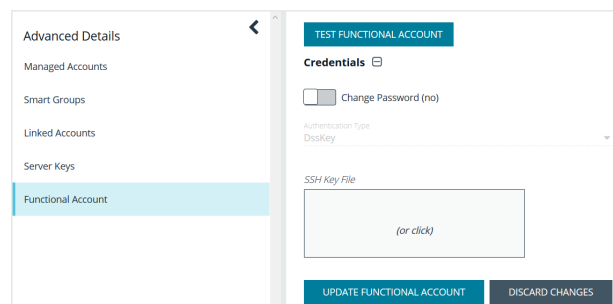 Advanced Details
Managed Accounts
Smart Groups
Linked Accounts
Server Keys
Functional Account
TEST FUNCTIONAL ACCOUNT
Credentials
Change Password (no)
Authentication Type
DssKey
SSH Key File
(or click)
UPDATE FUNCTIONAL ACCOUNT
DISCARD CHANGES